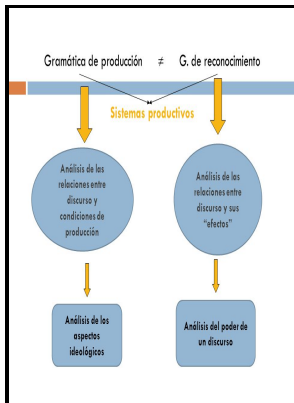 Gramática de producción ≠ G. de reconocimiento
Sistemas productivos
Análisis de las
relaciones entre
discurso y
condiciones de
producción
Análisis de las
relaciones entre
discurso y sus
“efectos”
Análisis de los
aspectos
ideológicos
Análisis del poder de
un discurso